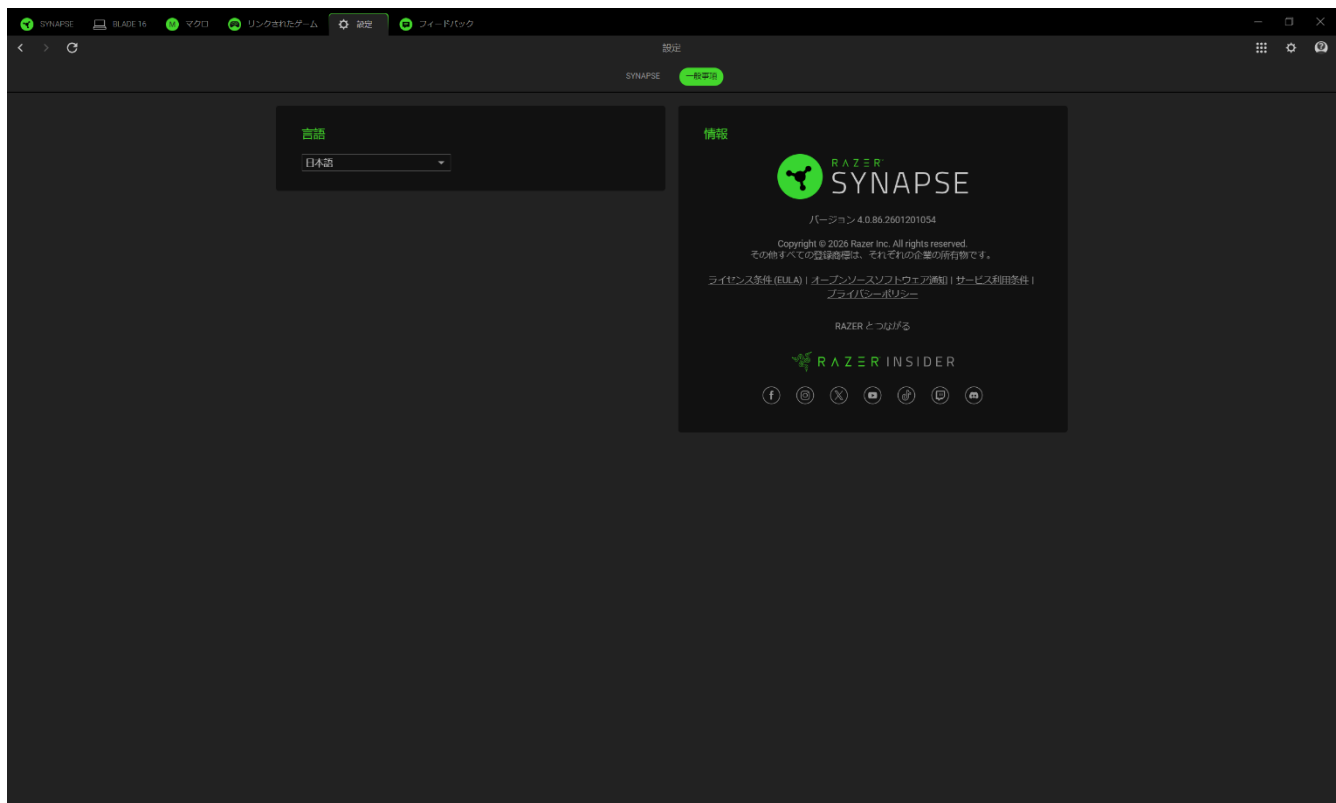 SYNAPSE BLADE 16 マクロ リンクされたゲーム 設定 フィードバック
設定
SYNAPSE 一般事項
言語
日本語
情報
RAZER
SYNAPSE
バージョン 4.0.86.2601201054
Copyright © 2026 Razer Inc. All rights reserved.
その他すべての登録商標は、それぞれの企業の所有物です。
ライセンス条件 (EULA) | オープンソースソフトウェア通知 | サービス利用条件 |
プライバシーポリシー
RAZER とつながる
RAZER INSIDER